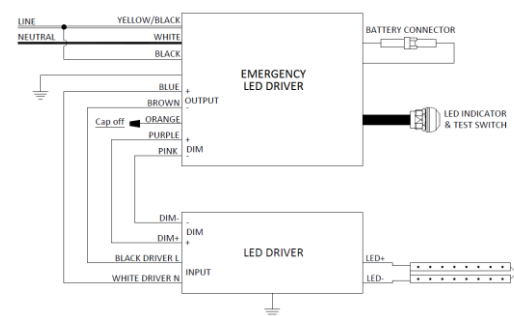 LINE
YELLOW/BLACK
NEUTRAL
WHITE
BLACK
BATTERY CONNECTOR
EMERGENCY
LED DRIVER
BLUE
+
OUTPUT
BROWN
-
Cap off
ORANGE
PURPLE
+
DIM
PINK
-
LED INDICATOR
& TEST SWITCH
DIM-
-
DIM
DIM+
+
LED DRIVER
BLACK DRIVER L
INPUT
WHITE DRIVER N
LED+
LED-